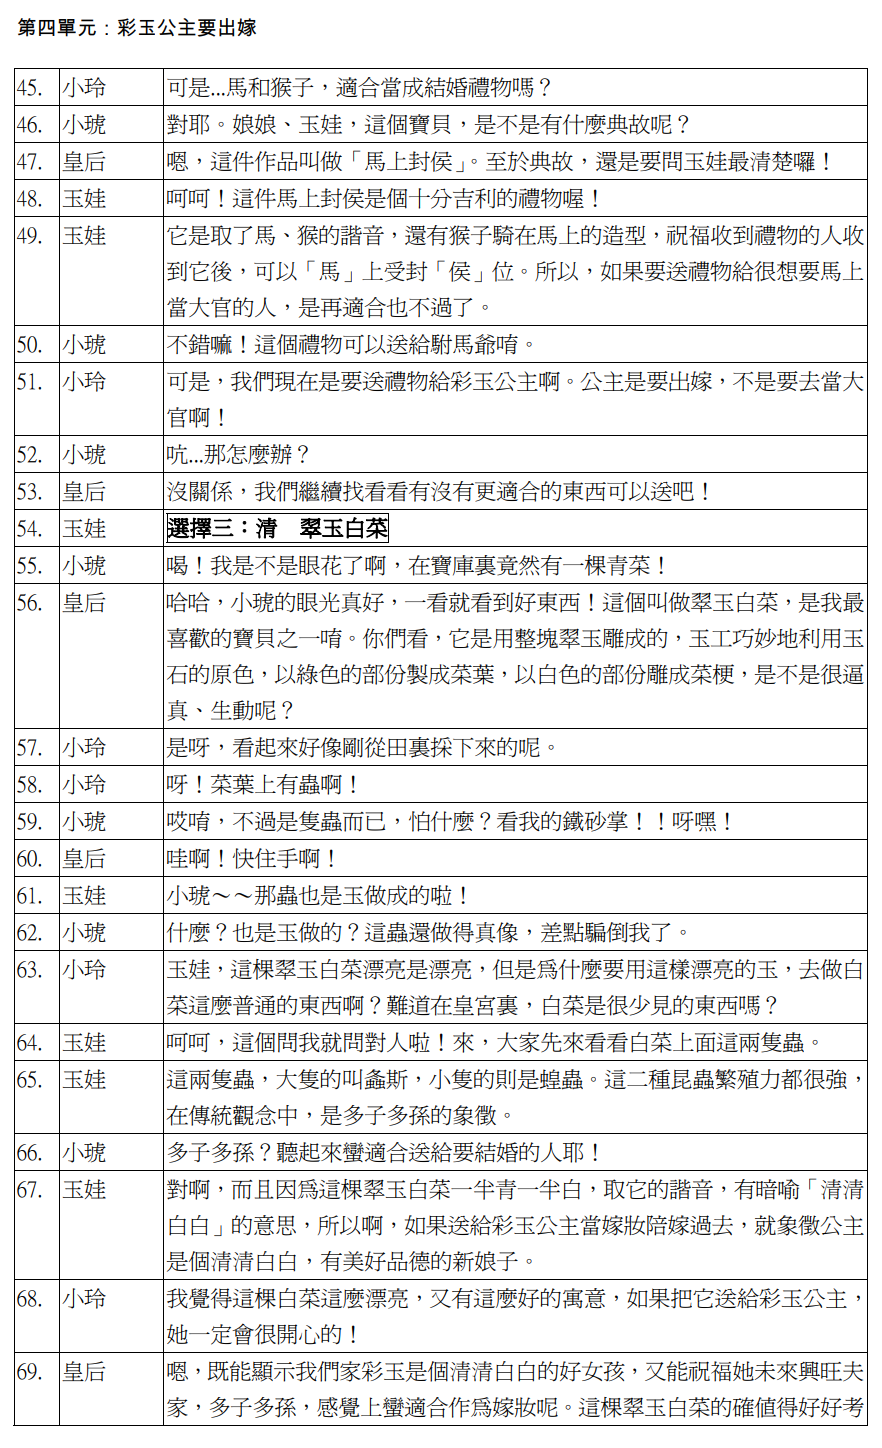 第四單元：彩玉公主要出嫁
45. 小玲 可是...馬和猴子，適合當成結婚禮物嗎？
46. 小琥 對耶。娘娘、玉娃，這個寶貝，是不是有什麼典故呢？
47. 皇后 嗯，這件作品叫做「馬上封侯」。至於典故，還是要問玉娃最清楚囉！
48. 玉娃 呵呵！這件馬上封侯是個十分吉利的禮物喔！
49. 玉娃 它是取了馬、猴的諧音，還有猴子騎在馬上的造型，祝福收到禮物的人收
到它後，可以「馬」上受封「侯」位。所以，如果要送禮物給很想要馬上
當大官的人，是再適合也不過了。
50. 小琥 不錯嘛！這個禮物可以送給駙馬爺唷。
51. 小玲 可是，我們現在是要送禮物給彩玉公主啊。公主是要出嫁，不是要去當大
官啊！
52. 小琥 吭...那怎麼辦？
53. 皇后 沒關係，我們繼續找看看有沒有更適合的東西可以送吧！
54. 玉娃 選擇三：清　翠玉白菜
55. 小琥 喝！我是不是眼花了啊，在寶庫裏竟然有一棵青菜！
56. 皇后 哈哈，小琥的眼光真好，一看就看到好東西！這個叫做翠玉白菜，是我最
喜歡的寶貝之一唷。你們看，它是用整塊翠玉雕成的，玉工巧妙地利用玉
石的原色，以綠色的部份製成菜葉，以白色的部份雕成菜梗，是不是很逼
真、生動呢？
57. 小玲 是呀，看起來好像剛從田裏採下來的呢。
58. 小玲 呀！菜葉上有蟲啊！
59. 小琥 哎唷，不過是隻蟲而已，怕什麼？看我的鐵砂掌！！呀嘿！
60. 皇后 哇啊！快住手啊！
61. 玉娃 小琥～～那蟲也是玉做成的啦！
62. 小琥 什麼？也是玉做的？這蟲還做得真像，差點騙倒我了。
63. 小玲 玉娃，這棵翠玉白菜漂亮是漂亮，但是為什麼要用這樣漂亮的玉，去做白
菜這麼普通的東西啊？難道在皇宮裏，白菜是很少見的東西嗎？
64. 玉娃 呵呵，這個問我就問對人啦！來，大家先來看看白菜上面這兩隻蟲。
65. 玉娃 這兩隻蟲，大隻的叫螽斯，小隻的則是蝗蟲。這二種昆蟲繁殖力都很強，
在傳統觀念中，是多子多孫的象徵。
66. 小琥 多子多孫？聽起來蠻適合送給要結婚的人耶！
67. 玉娃 對啊，而且因為這棵翠玉白菜一半青一半白，取它的諧音，有暗喻「清清
白白」的意思，所以啊，如果送給彩玉公主當嫁妝陪嫁過去，就象徵公主
是個清清白白，有美好品德的新娘子。
68. 小玲 我覺得這棵白菜這麼漂亮，又有這麼好的寓意，如果把它送給彩玉公主，
她一定會很開心的！
69. 皇后 嗯，既能顯示我們家彩玉是個清清白白的好女孩，又能祝福她未來興旺夫
家，多子多孫，感覺上蠻適合作為嫁妝呢。這棵翠玉白菜的確值得好好考